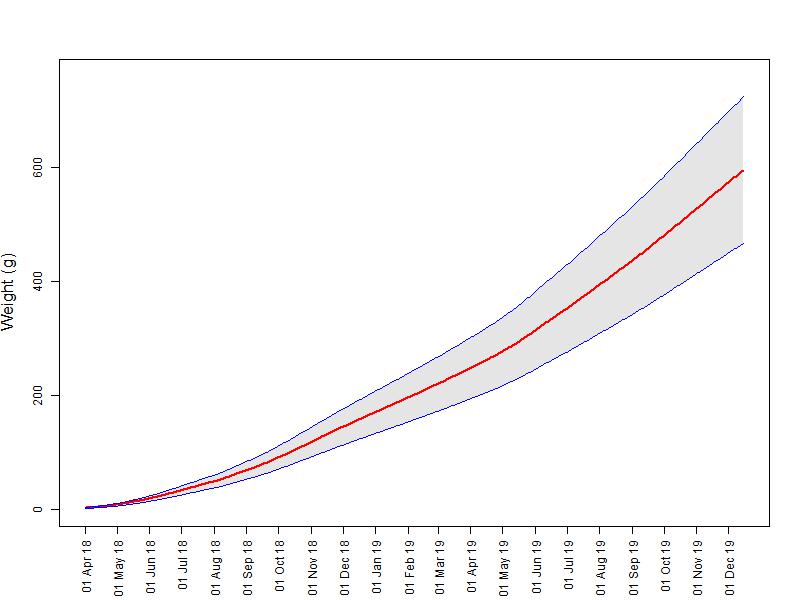 Weight (g)
600
400
200
0
01 Apr 18
01 May 18
01 Jun 18
01 Jul 18
01 Aug 18
01 Sep 18
01 Oct 18
01 Nov 18
01 Dec 18
01 Jan 19
01 Feb 19
01 Mar 19
01 Apr 19
01 May 19
01 Jun 19
01 Jul 19
01 Aug 19
01 Sep 19
01 Oct 19
01 Nov 19
01 Dec 19